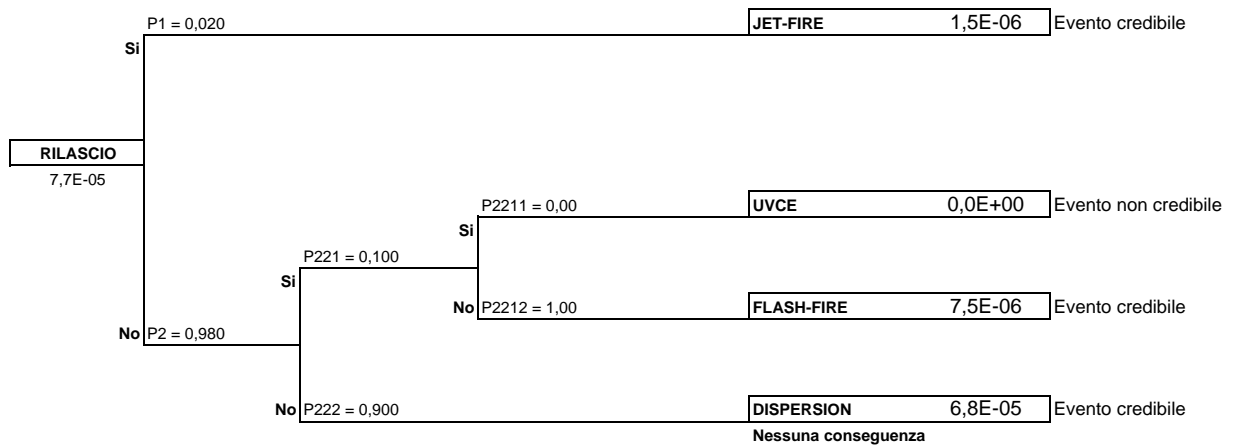 P1 = 0,020
JET-FIRE 1,5E-06 Evento credibile
Si
RILASCIO
7,7E-05
P2211 = 0,00
UVCE 0,0E+00 Evento non credibile
Si
P221 = 0,100
Si
No P2212 = 1,00
FLASH-FIRE 7,5E-06 Evento credibile
No P2 = 0,980
No P222 = 0,900
DISPERSION 6,8E-05 Evento credibile
Nessuna conseguenza